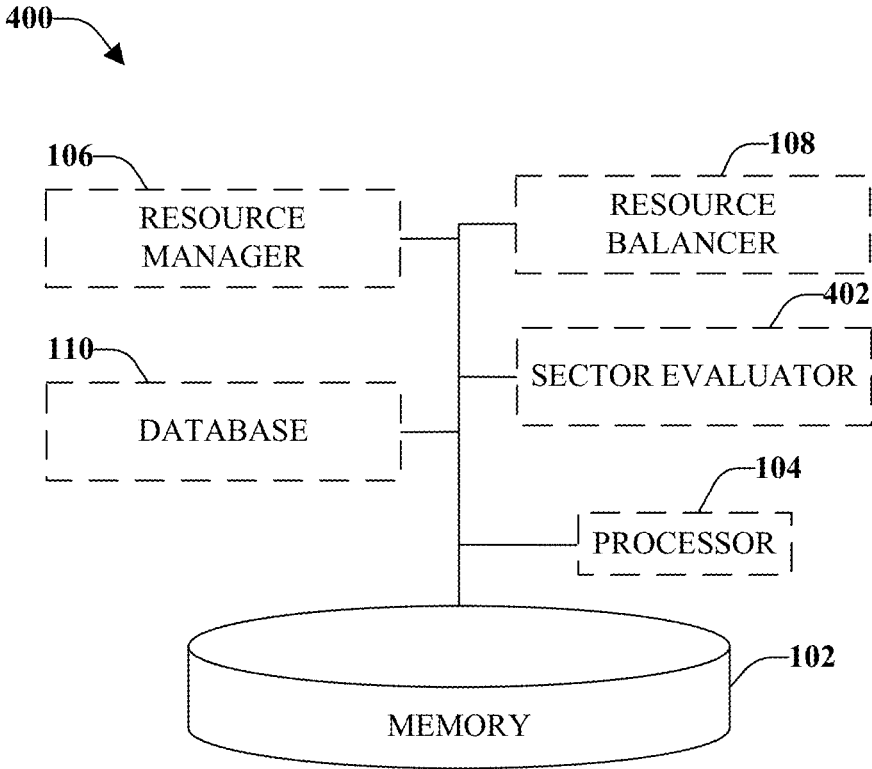 400
106
RESOURCE
MANAGER
108
RESOURCE
BALANCER
402
SECTOR EVALUATOR
110
DATABASE
104
PROCESSOR
102
MEMORY